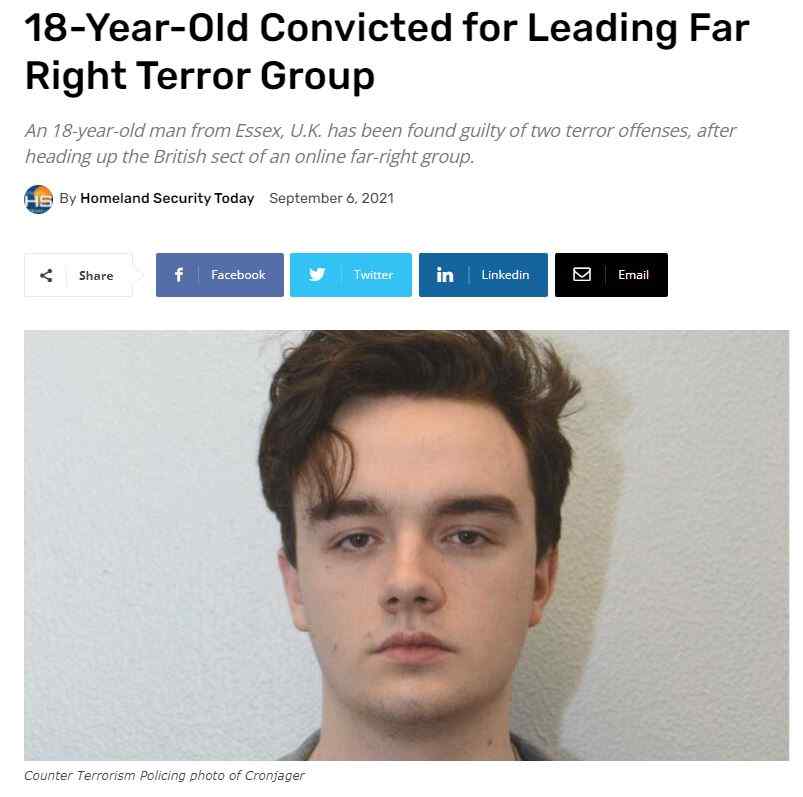 18-Year-Old Convicted for Leading Far
Right Terror Group
An 18-year-old man from Essex, U.K. has been found guilty of two terror offenses, after
heading up the British sect of an online far-right group.
HS By Homeland Security Today September 6, 2021
Share Facebook Twitter Linkedin Email
Counter Terrorism Policing photo of Cronjager